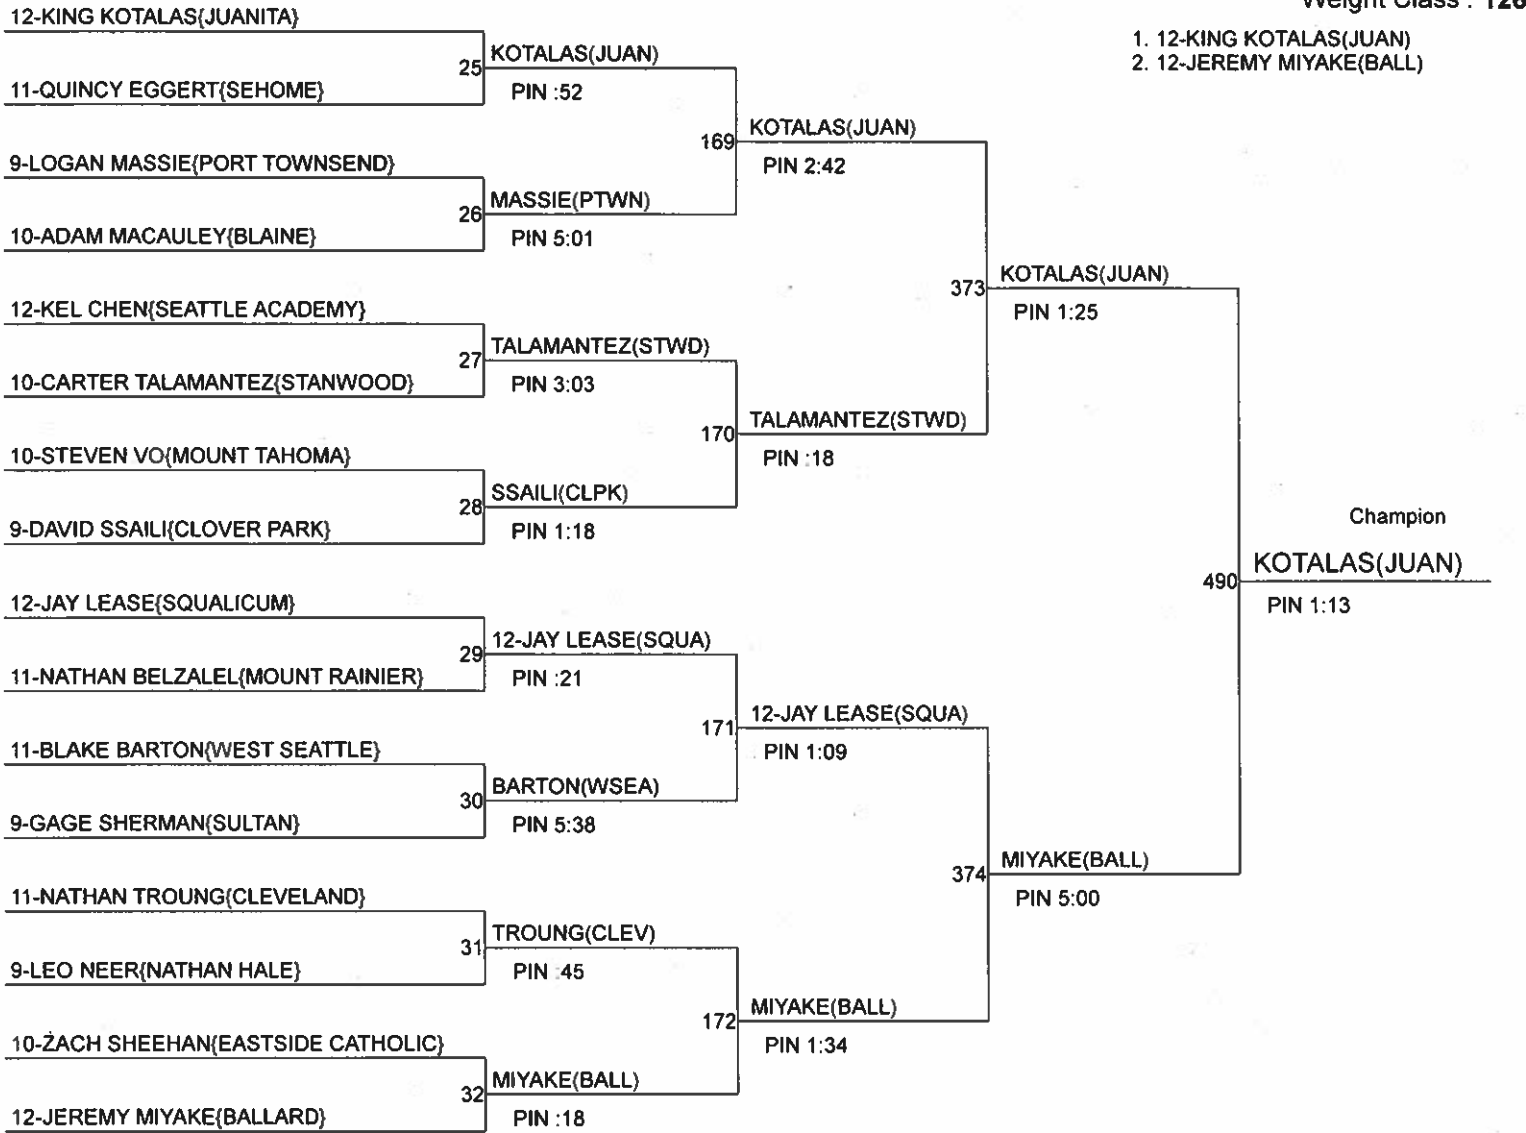 Weight Class : 126
1. 12-KING KOTALAS(JUAN)
2. 12-JEREMY MIYAKE(BALL)
12-KING KOTALAS{JUANITA}
25 KOTALAS(JUAN)
11-QUINCY EGGERT{SEHOME}
PIN :52
169 KOTALAS(JUAN)
PIN 2:42
9-LOGAN MASSIE{PORT TOWNSEND}
26 MASSIE(PTWN)
10-ADAM MACAULEY{BLAINE}
PIN 5:01
373 KOTALAS(JUAN)
PIN 1:25
12-KEL CHEN{SEATTLE ACADEMY}
27 TALAMANTEZ(STWD)
10-CARTER TALAMANTEZ{STANWOOD}
PIN 3:03
170 TALAMANTEZ(STWD)
PIN :18
10-STEVEN VO{MOUNT TAHOMA}
28 SSAILI(CLPK)
9-DAVID SSAILI{CLOVER PARK}
PIN 1:18
Champion
490 KOTALAS(JUAN)
PIN 1:13
12-JAY LEASE{SQUALICUM}
29 12-JAY LEASE(SQUA)
11-NATHAN BELZALEL{MOUNT RAINIER}
PIN :21
171 12-JAY LEASE(SQUA)
PIN 1:09
11-BLAKE BARTON{WEST SEATTLE}
30 BARTON(WSEA)
9-GAGE SHERMAN{SULTAN}
PIN 5:38
374 MIYAKE(BALL)
PIN 5:00
11-NATHAN TROUNG{CLEVELAND}
31 TROUNG(CLEV)
9-LEO NEER{NATHAN HALE}
PIN :45
172 MIYAKE(BALL)
PIN 1:34
10-ZACH SHEEHAN{EASTSIDE CATHOLIC}
32 MIYAKE(BALL)
12-JEREMY MIYAKE{BALLARD}
PIN :18